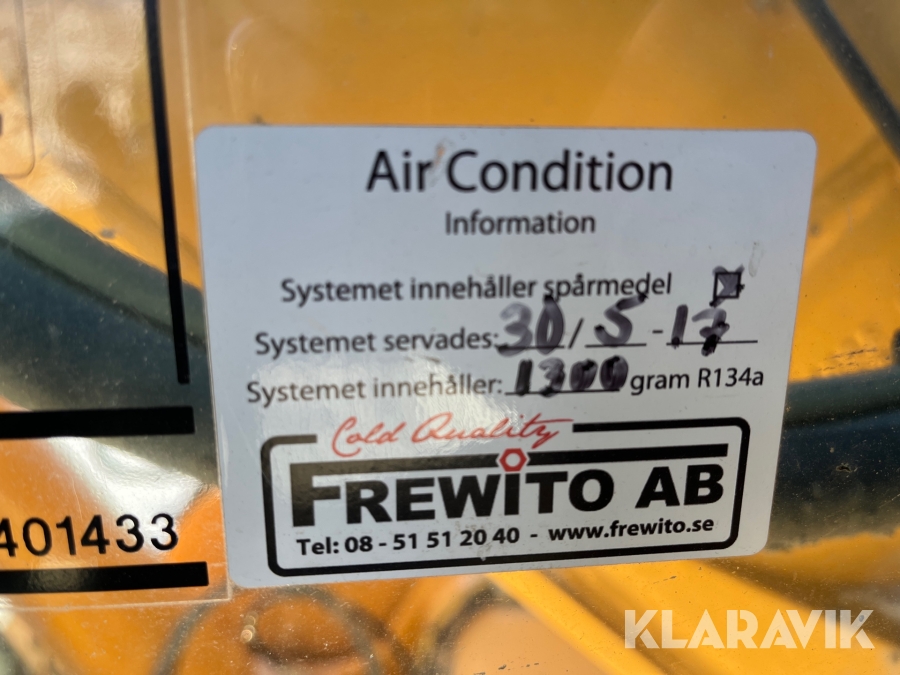 Air Condition
Information
Systemet innehåller spårmedel
Systemet servades: 30/5-17
Systemet innehåller: 1300 gram R134a
Cold Quality
FREWITO AB
Tel: 08 - 51 51 20 40 - www.frewito.se
401433
KLARAVIK